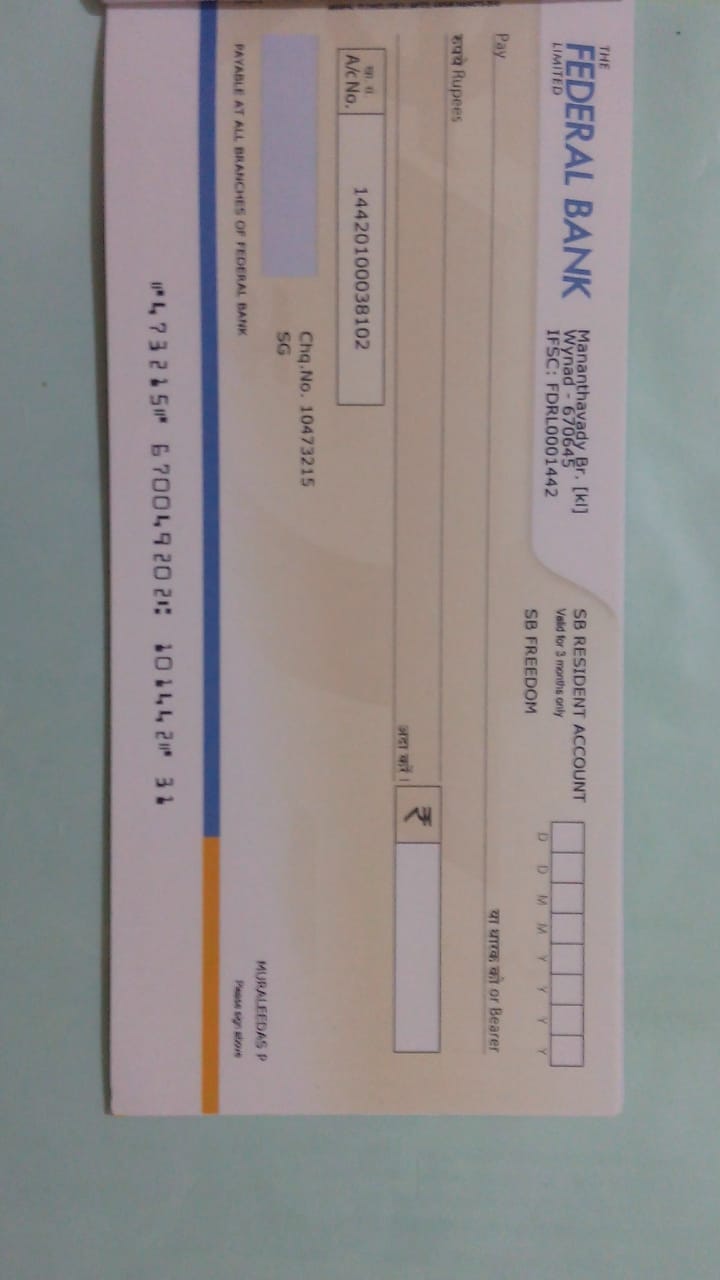 THE
FEDERAL BANK
LIMITED
Mananthavady Br. [kl]
Wynad - 670645
IFSC: FDRL0001442
SB RESIDENT ACCOUNT
Valid for 3 months only
SB FREEDOM
D D M M Y Y Y Y
Pay
या धारक को or Bearer
रुपये Rupees
अदा करें।
₹
खा. सं.
A/c No.
14420100038102
Chq.No. 10473215
SG
MURALEEDAS P
Please sign above
PAYABLE AT ALL BRANCHES OF FEDERAL BANK
⑈473215⑈ 670049202⑆ 101442⑈ 31